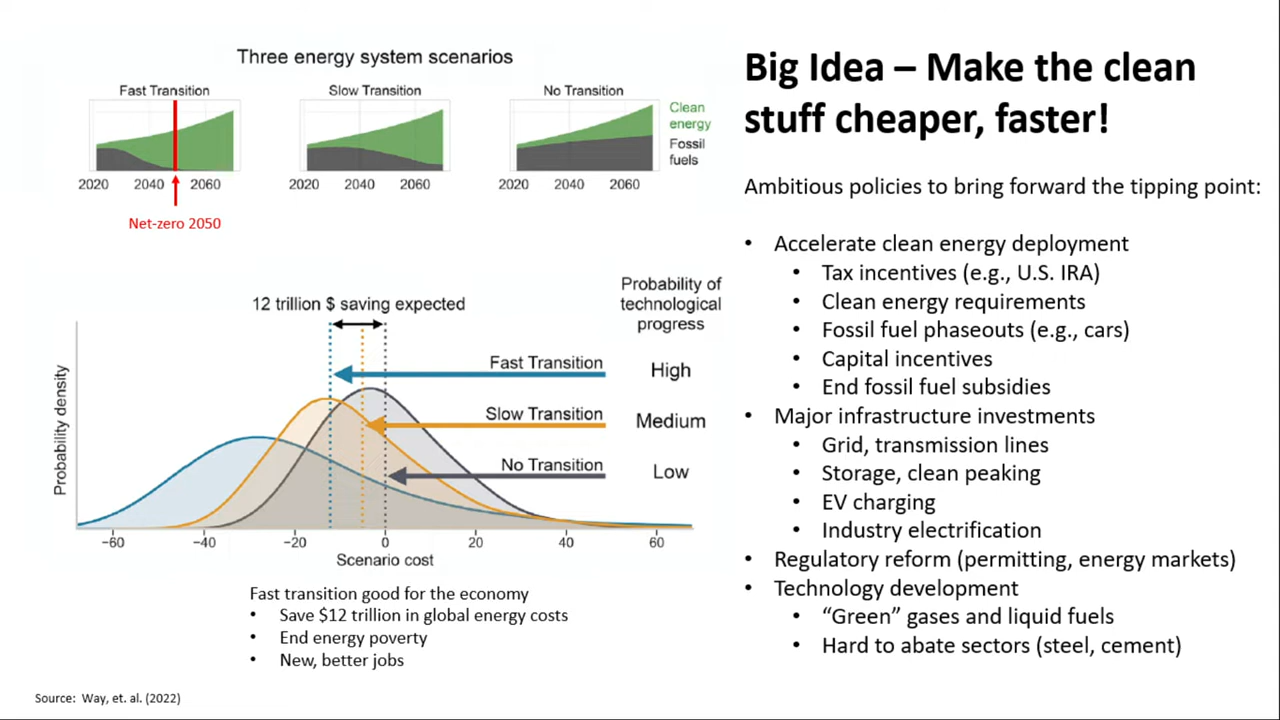 Three energy system scenarios
Fast Transition
Slow Transition
No Transition
Clean
energy
Fossil
fuels
2020 2040 2060
2020 2040 2060
2020 2040 2060
Net-zero 2050
12 trillion $ saving expected
Probability of
technological
progress
Fast Transition High
Slow Transition Medium
No Transition Low
Probability density
−60 −40 −20 0 20 40 60
Scenario cost
Fast transition good for the economy
• Save $12 trillion in global energy costs
• End energy poverty
• New, better jobs
Source: Way, et. al. (2022)
Big Idea – Make the clean
stuff cheaper, faster!
Ambitious policies to bring forward the tipping point:
• Accelerate clean energy deployment
• Tax incentives (e.g., U.S. IRA)
• Clean energy requirements
• Fossil fuel phaseouts (e.g., cars)
• Capital incentives
• End fossil fuel subsidies
• Major infrastructure investments
• Grid, transmission lines
• Storage, clean peaking
• EV charging
• Industry electrification
• Regulatory reform (permitting, energy markets)
• Technology development
• “Green” gases and liquid fuels
• Hard to abate sectors (steel, cement)